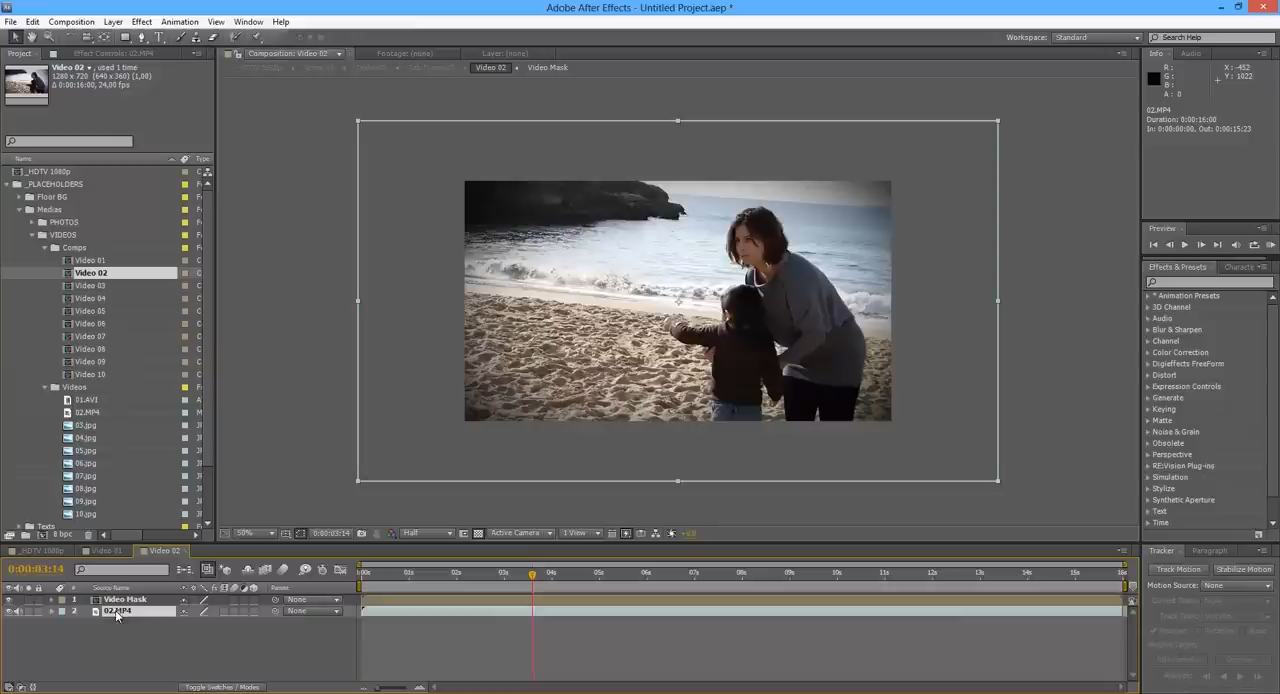 Adobe After Effects - Untitled Project.aep *
File Edit Composition Layer Effect Animation View Window Help
Workspace: Standard
Search Help
Project Effect Controls: 02.MP4
Composition: Video 02 Footage: (none) Layer: (none)
Info Audio
Video 02 , used 1 time
1280 x 720 (640 x 360) (1,00)
Δ 0:00:16:00, 24,00 fps
Video 02 Video Mask
R :
G :
B :
A : 0
X : -452
Y : 1022
02.MP4
Duration: 0:00:16:00
In: 0:00:00:00, Out: 0:00:15:23
Name Type
_HDTV 1080p
_PLACEHOLDERS
Floor BG
Medias
PHOTOS
VIDEOS
Comps
Video 01
Video 02
Video 03
Video 04
Video 05
Video 06
Video 07
Video 08
Video 09
Video 10
Videos
01.AVI
02.MP4
03.jpg
04.jpg
05.jpg
06.jpg
07.jpg
08.jpg
09.jpg
10.jpg
Texts
8 bpc
Preview
Effects & Presets Characte
* Animation Presets
3D Channel
Audio
Blur & Sharpen
Channel
Color Correction
Digieffects FreeForm
Distort
Expression Controls
Generate
Keying
Matte
Noise & Grain
Obsolete
Perspective
RE:Vision Plug-ins
Simulation
Stylize
Synthetic Aperture
Text
Time
50% 0:00:03:14 Half Active Camera 1 View
_HDTV 1080p Video 01 Video 02
0:00:03:14
Source Name Parent
1 Video Mask None
2 02.MP4 None
:00s 01s 02s 03s 04s 05s 06s 07s 08s 09s 10s 11s 12s 13s 14s 15s 16s
Toggle Switches / Modes
Tracker Paragraph
Track Motion Stabilize Motion
Motion Source: None